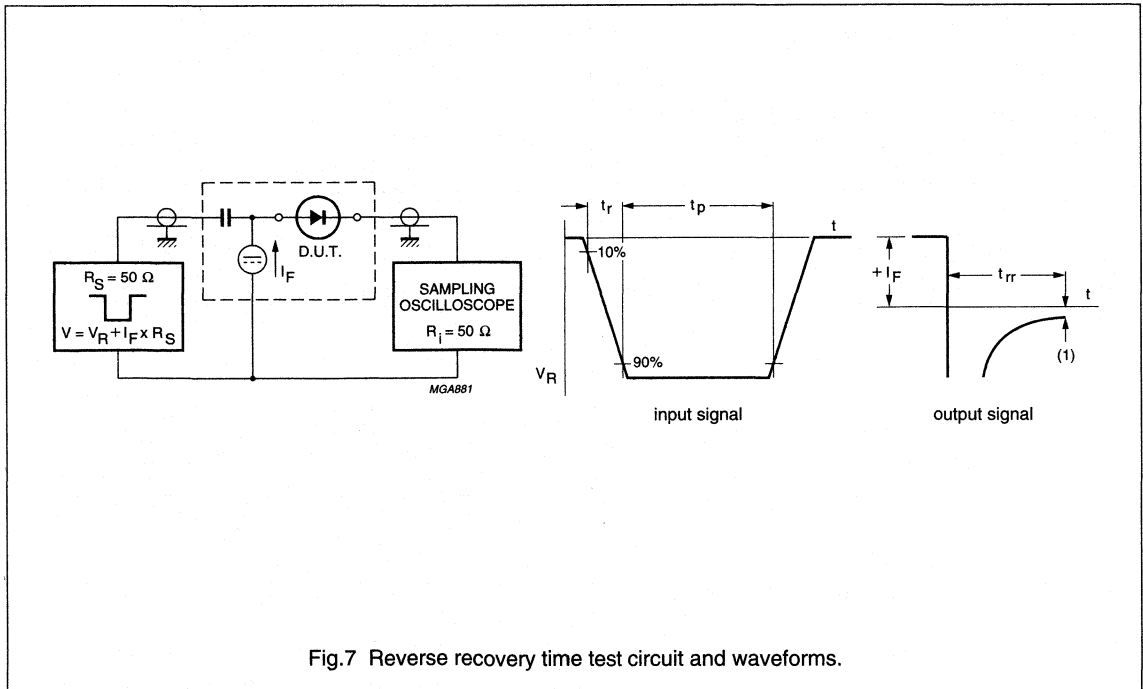 R_S = 50 Ω
V = V_R + I_F x R_S
I_F
D.U.T.
SAMPLING
OSCILLOSCOPE
R_i = 50 Ω
MGA881
t_r
t_p
t
10%
90%
V_R
input signal
+ I_F
t_rr
t
(1)
output signal
Fig.7 Reverse recovery time test circuit and waveforms.